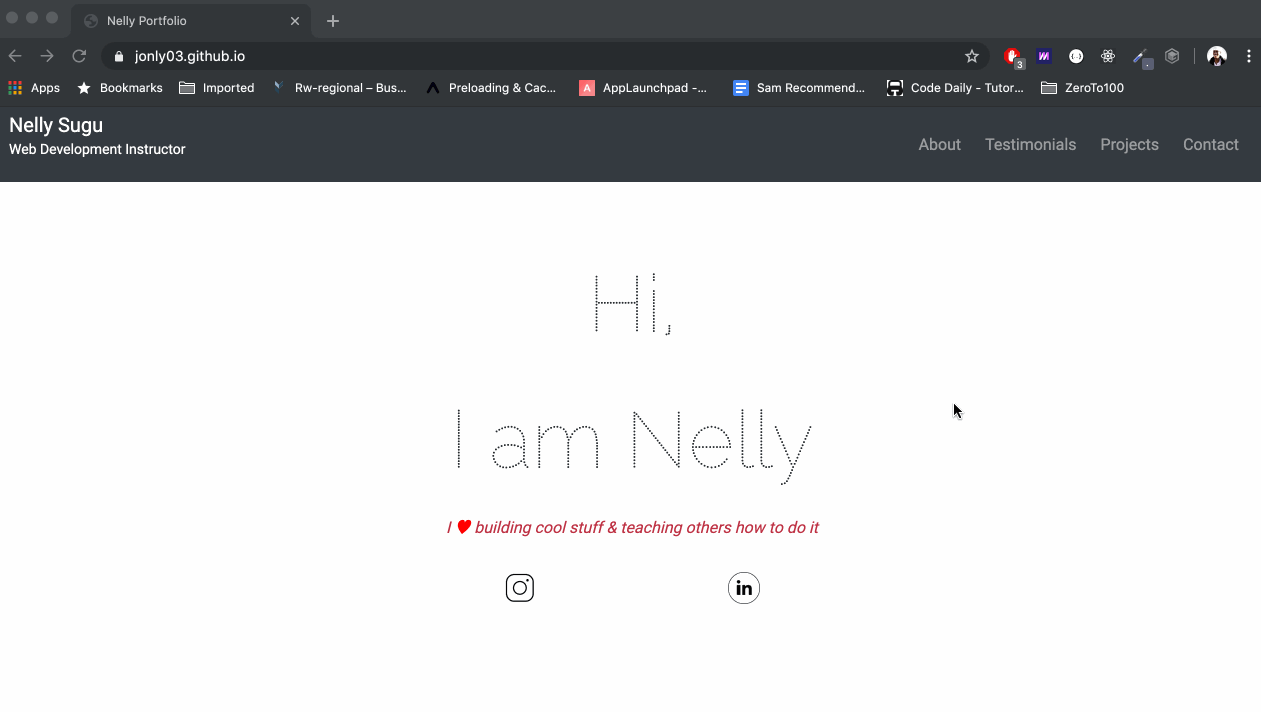 Nelly Portfolio
jonly03.github.io
3
Apps Bookmarks Imported Rw-regional – Bus... Preloading & Cac... A AppLaunchpad -... Sam Recommend... Code Daily - Tutor... ZeroTo100
Nelly Sugu
Web Development Instructor
About Testimonials Projects Contact
Hi,
I am Nelly
I ♥ building cool stuff & teaching others how to do it
in